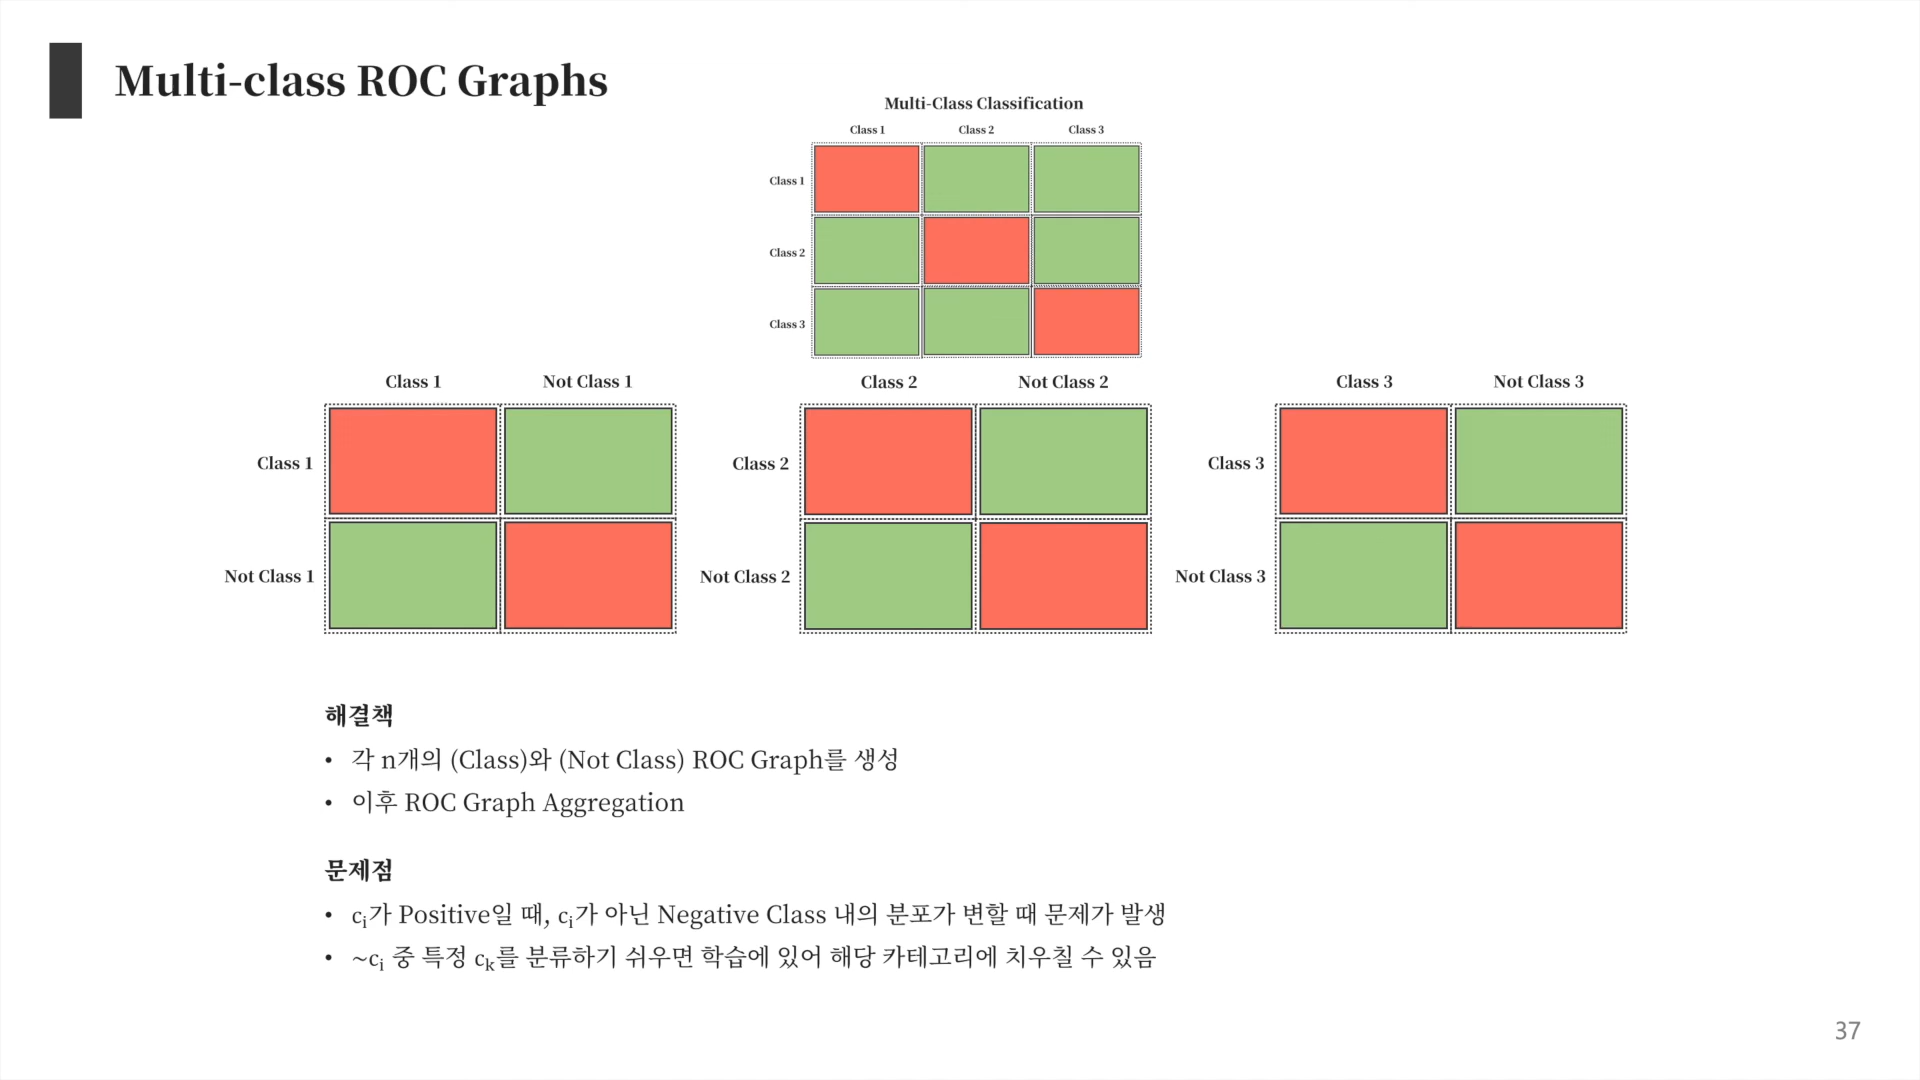 Multi-class ROC Graphs
Multi-Class Classification
Class 1 Class 2 Class 3
Class 1
Class 2
Class 3
Class 1 Not Class 1
Class 1
Not Class 1
Class 2 Not Class 2
Class 2
Not Class 2
Class 3 Not Class 3
Class 3
Not Class 3
해결책
• 각 n개의 (Class)와 (Not Class) ROC Graph를 생성
• 이후 ROC Graph Aggregation
문제점
• cᵢ가 Positive일 때, cᵢ가 아닌 Negative Class 내의 분포가 변할 때 문제가 발생
• ~cᵢ 중 특정 cₖ를 분류하기 쉬우면 학습에 있어 해당 카테고리에 치우칠 수 있음
37